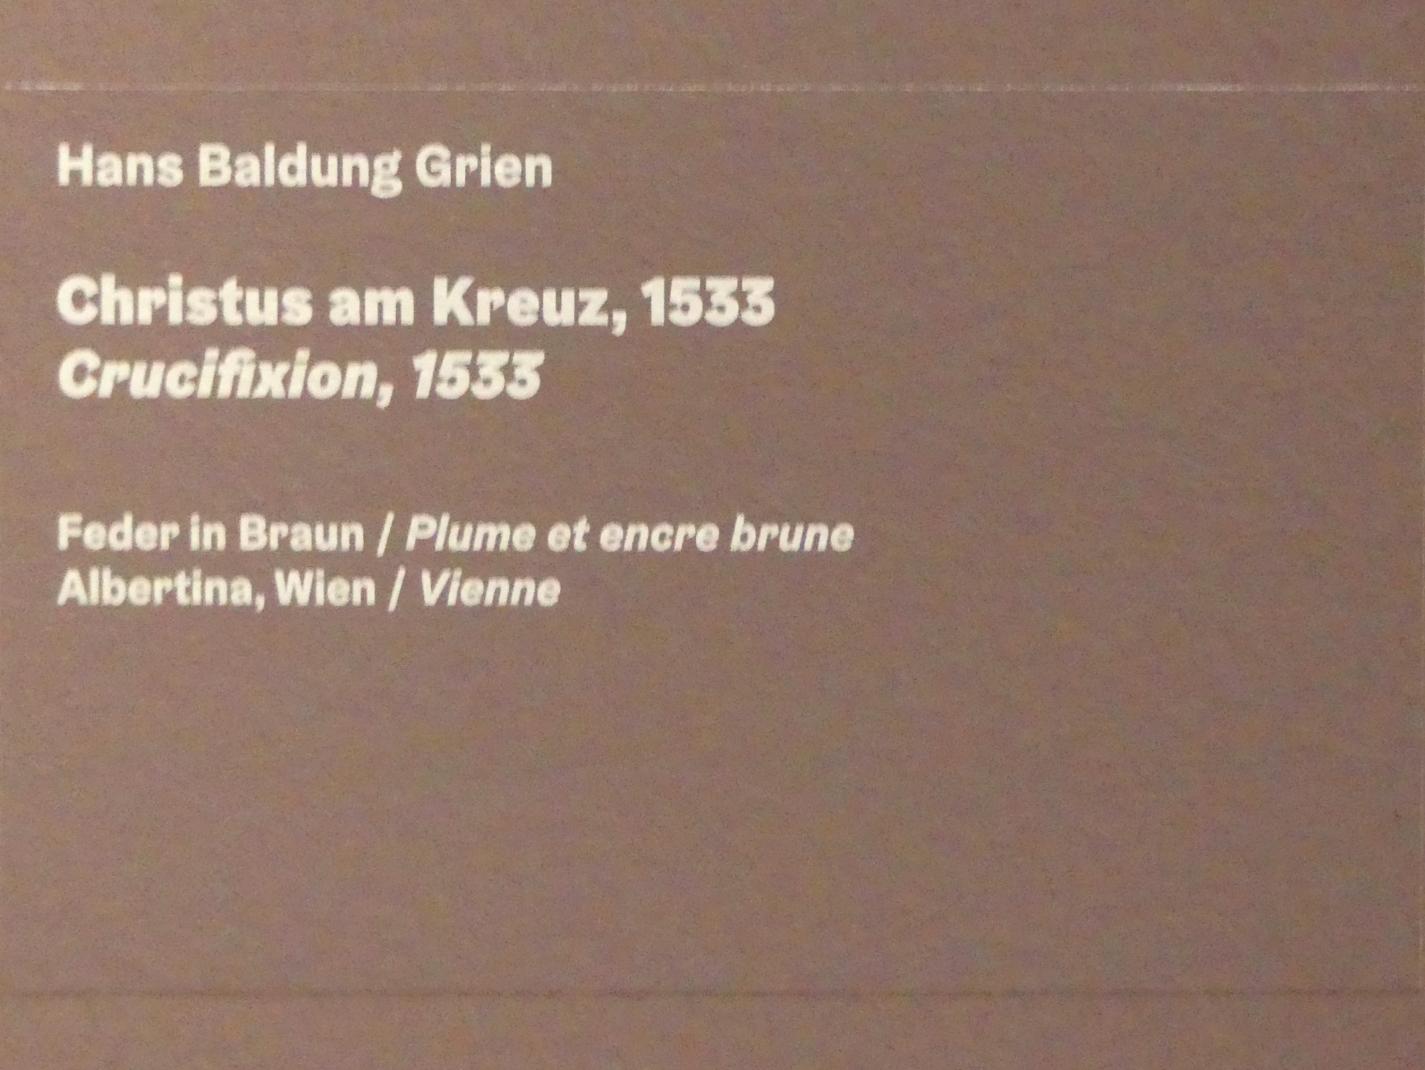 Hans Baldung Grien
Christus am Kreuz, 1533
Crucifixion, 1533
Feder in Braun / Plume et encre brune
Albertina, Wien / Vienne